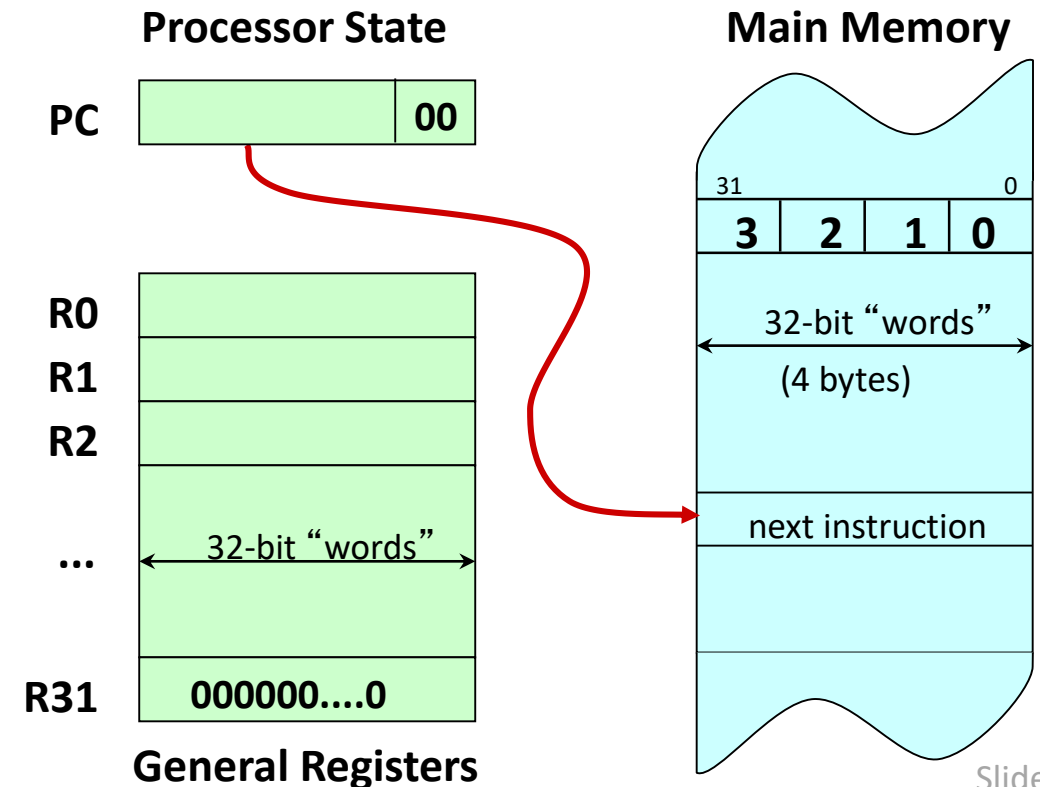 Processor State
PC
00
R0
R1
R2
...
32-bit “words”
R31
000000....0
General Registers
Main Memory
31
0
3 2 1 0
32-bit “words”
(4 bytes)
next instruction
Slide